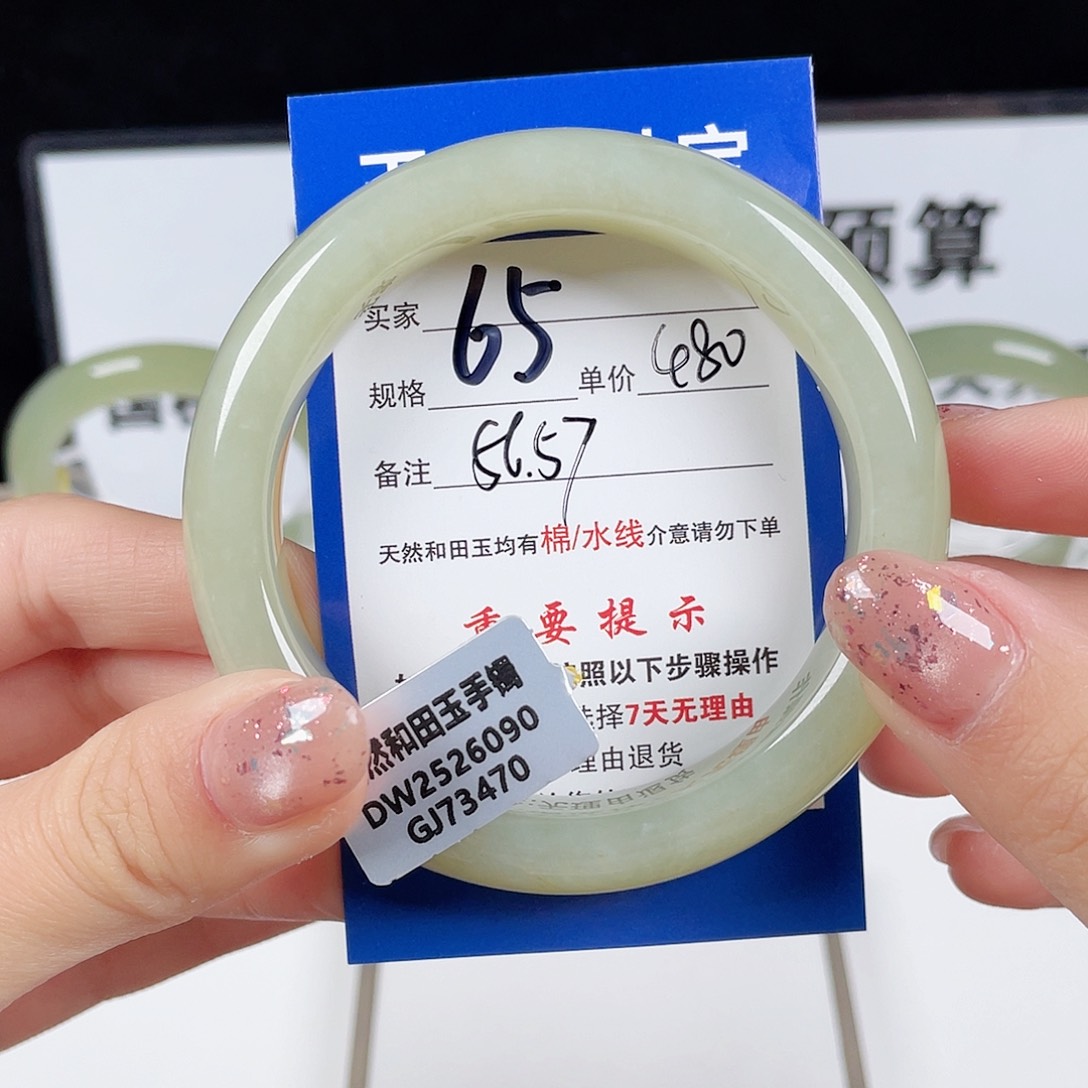 预算
买家 65
规格 单价 680
备注 56.57
天然和田玉均有棉/水线介意请勿下单
重要提示
照以下步骤操作
选择7天无理由
理由退货
然和田玉手镯
DW2526090
GJ73470